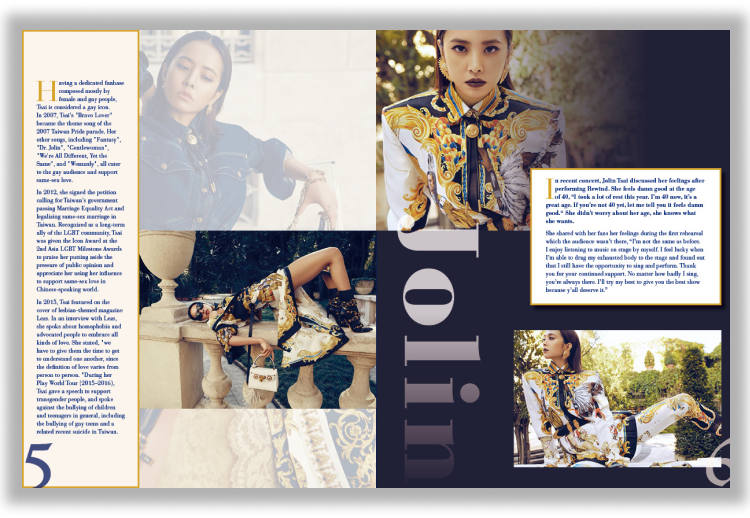 Having a dedicated fanbase
composed mostly by
female and gay people,
Tsai is considered a gay icon.
In 2007, Tsai's "Bravo Lover"
became the theme song of the
2007 Taiwan Pride parade. Her
other songs, including "Fantasy",
"Dr. Jolin", "Gentlewoman",
"We're All Different, Yet the
Same", and "Womxnly", all cater
to the gay audience and support
same-sex love.
In 2012, she signed the petition
calling for Taiwan's government
passing Marriage Equality Act and
legalizing same-sex marriage in
Taiwan. Recognized as a long-term
ally of the LGBT community, Tsai
was given the Icon Award at the
2nd Asia LGBT Milestone Awards
to praise her putting aside the
pressure of public opinion and
appreciate her using her influence
to support same-sex love in
Chinese-speaking world.
In 2015, Tsai featured on the
cover of lesbian-themed magazine
Lezs. In an interview with Lezs,
she spoke about homophobia and
advocated people to embrace all
kinds of love. She stated, "we
have to give them the time to get
to understand one another, since
the definition of love varies from
person to person. "During her
Play World Tour (2015–2016),
Tsai gave a speech to support
transgender people, and spoke
against the bullying of children
and teenagers in general, including
the bullying of gay teens and a
related recent suicide in Taiwan.
5
Jolin
In recent concert, Jolin Tsai discussed her feelings after
performing Rewind. She feels damn good at the age
of 40, "I took a lot of rest this year. I'm 40 now, it's a
great age. If you're not 40 yet, let me tell you it feels damn
good." She didn't worry about her age, she knows what
she wants.
She shared with her fans her feelings during the first rehearsal
which the audience wasn't there, "I'm not the same as before.
I enjoy listening to music on stage by myself. I feel lucky when
I'm able to drag my exhausted body to the stage and found out
that I still have the opportunity to sing and perform. Thank
you for your continued support. No matter how badly I sing,
you're always there. I'll try my best to give you the best show
because y'all deserve it."